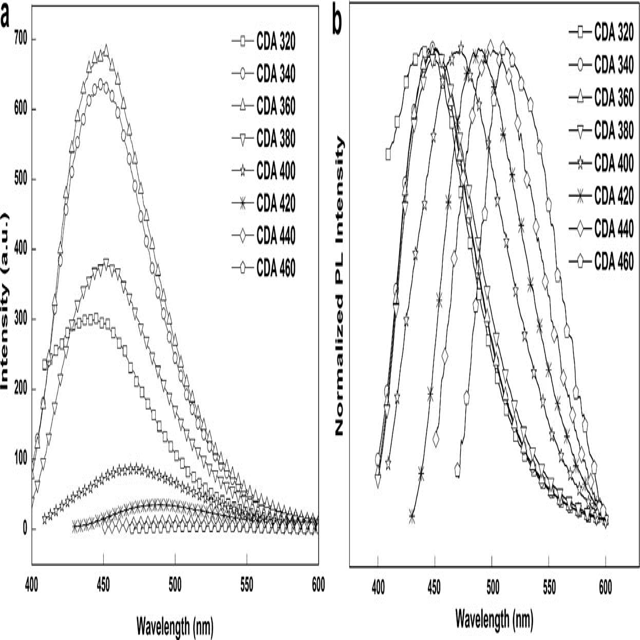 a
Intensity (a.u.)
700
600
500
400
300
200
100
0
400 450 500 550 600
Wavelength (nm)
CDA 320
CDA 340
CDA 360
CDA 380
CDA 400
CDA 420
CDA 440
CDA 460
b
Normalized PL Intensity
400 450 500 550 600
Wavelength (nm)
CDA 320
CDA 340
CDA 360
CDA 380
CDA 400
CDA 420
CDA 440
CDA 460